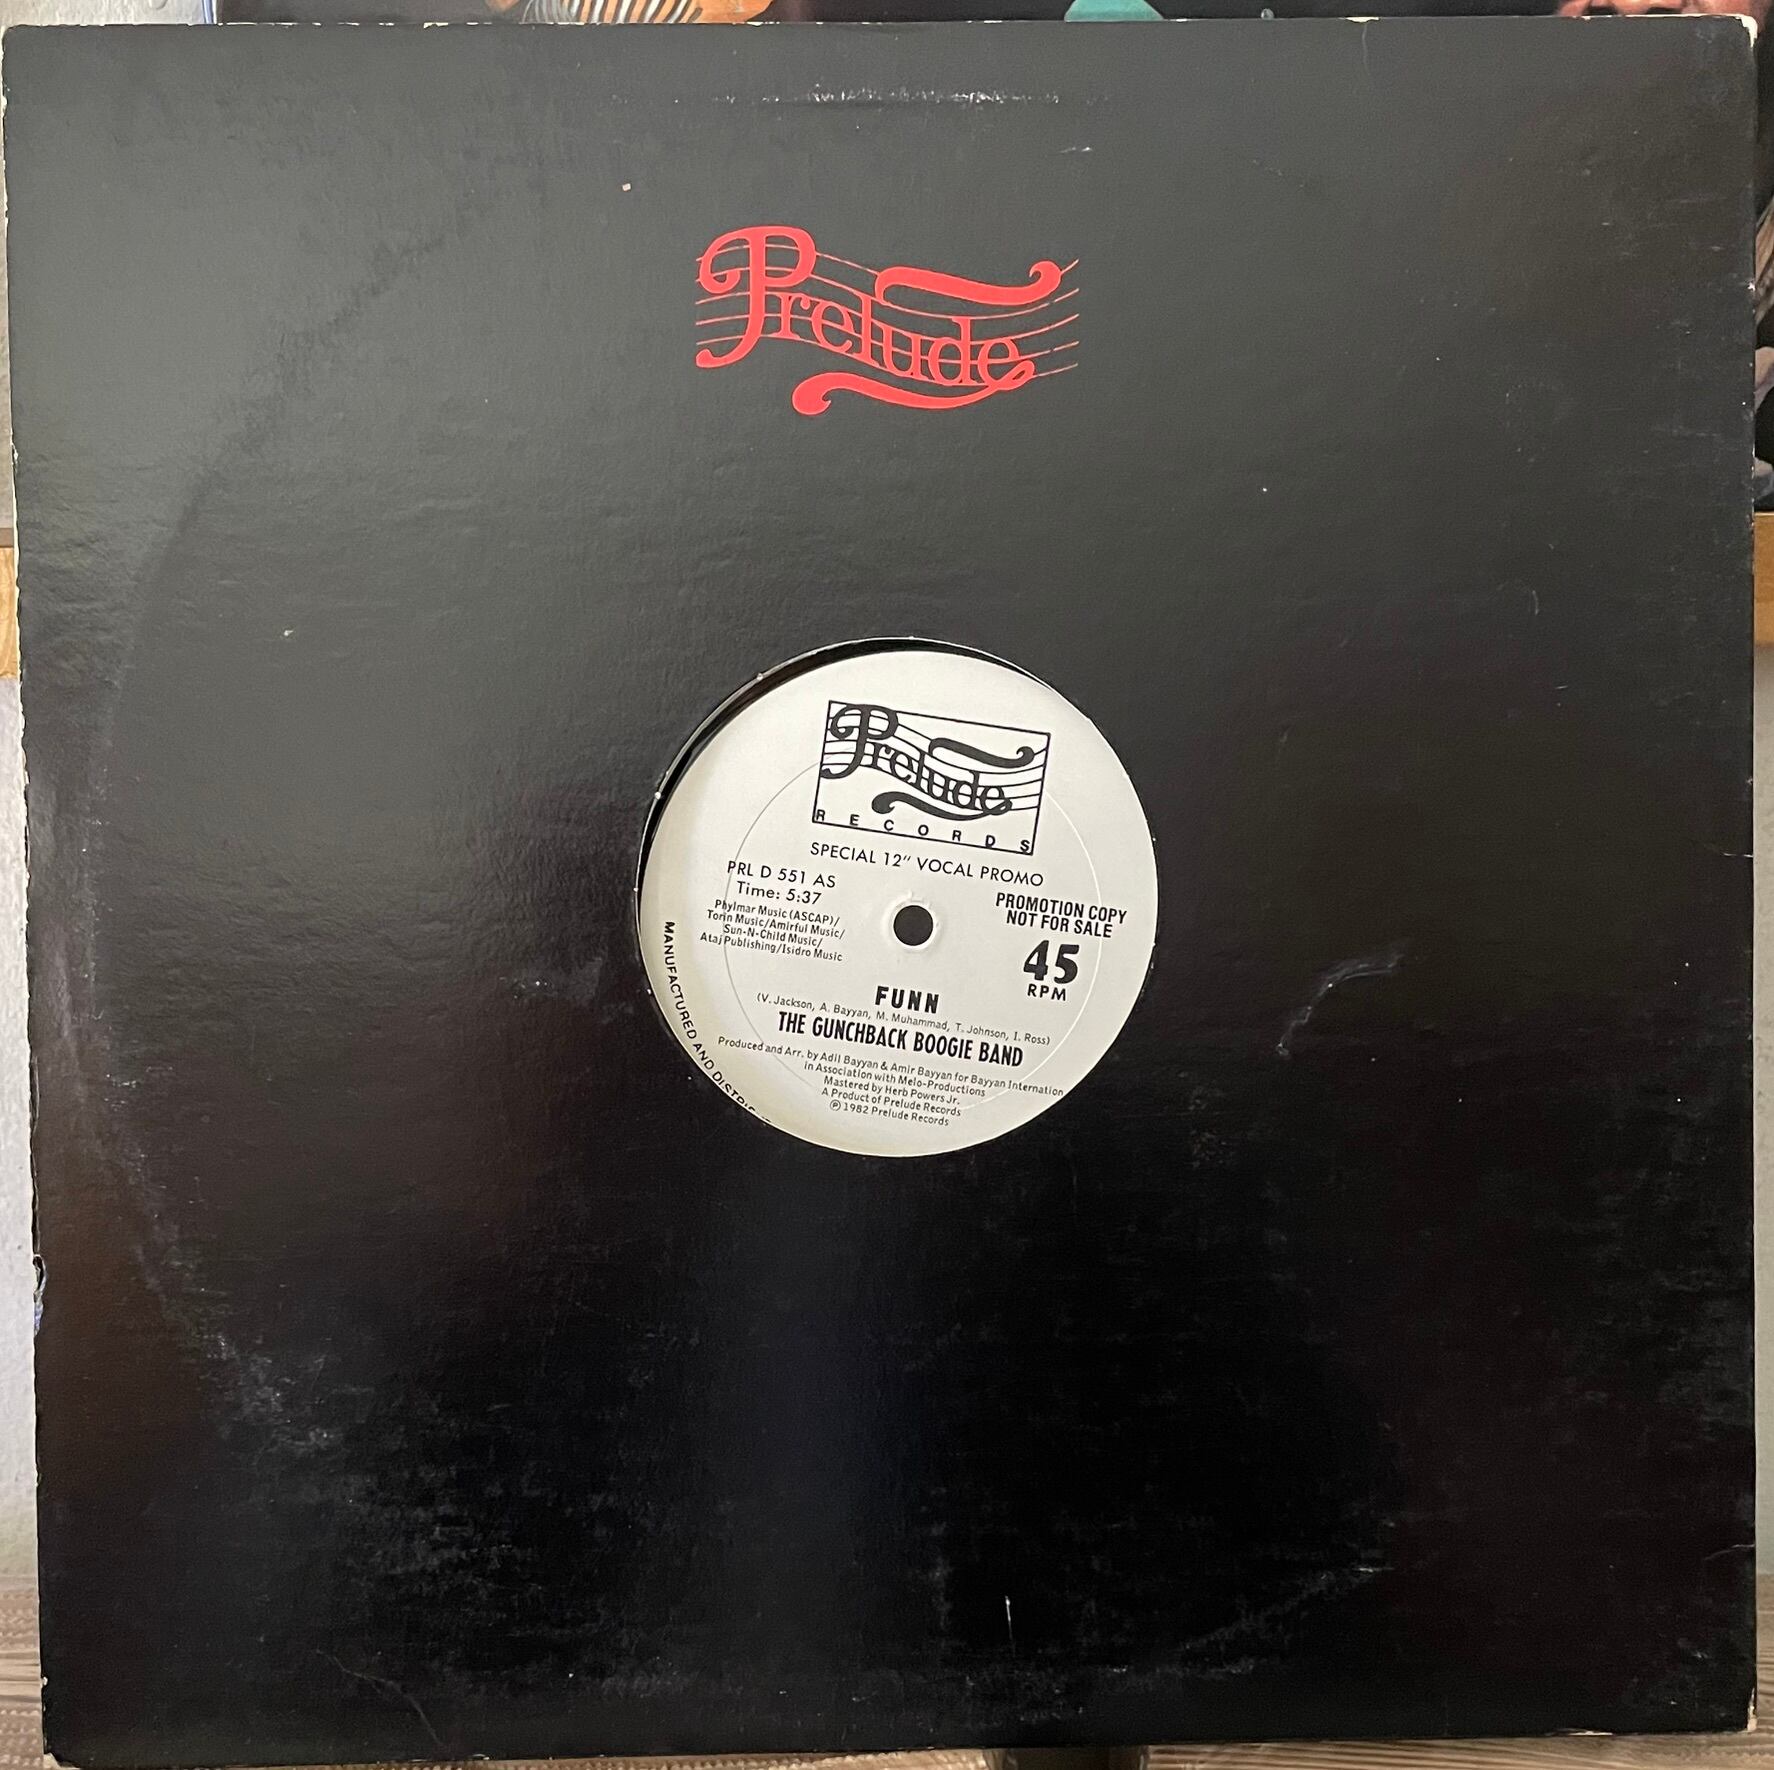 Prelude
Prelude
RECORDS
SPECIAL 12" VOCAL PROMO
PRL D 551 AS
Time: 5:37
Phylmar Music (ASCAP)/
Torin Music/Amirful Music/
Sun-N-Child Music/
Ataj Publishing/Isidro Music
PROMOTION COPY
NOT FOR SALE
45
RPM
FUNN
(V. Jackson, A. Bayyan, M. Muhammad, T. Johnson, I. Ross)
THE GUNCHBACK BOOGIE BAND
Produced and Arr. by Adil Bayyan & Amir Bayyan for Bayyan Internation
in Association with Melo-Productions
Mastered by Herb Powers Jr.
A Product of Prelude Records
℗ 1982 Prelude Records
MANUFACTURED AND